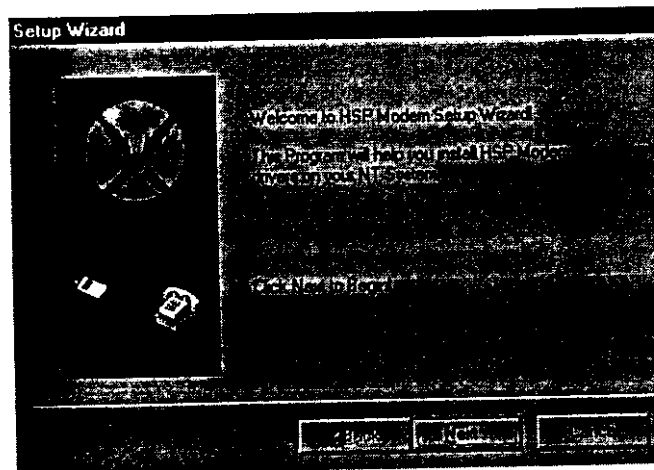 Setup Wizard
Welcome to HSP Modem Setup Wizard!
This Program will help you install HSP Modem
driver on your NT System
Click Next to Begin
< Back
Next